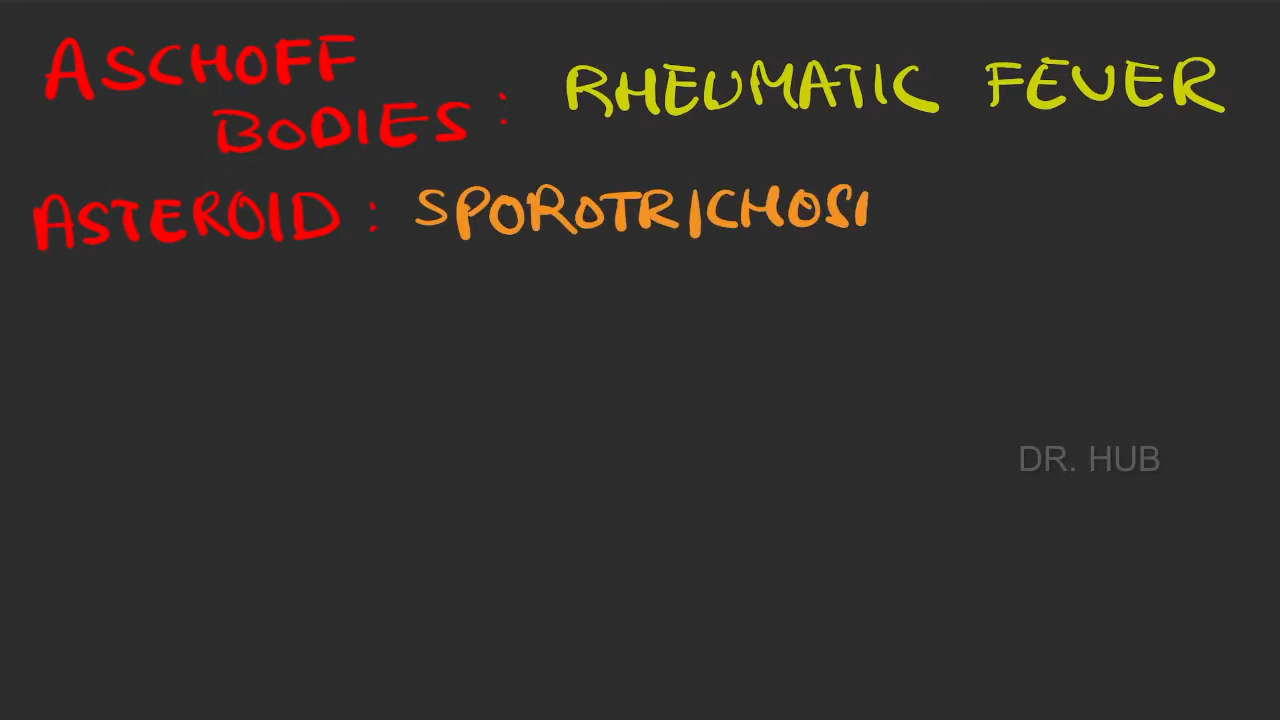 ASCHOFF
BODIES : RHEUMATIC FEVER
ASTEROID : SPOROTRICHOSI
DR. HUB